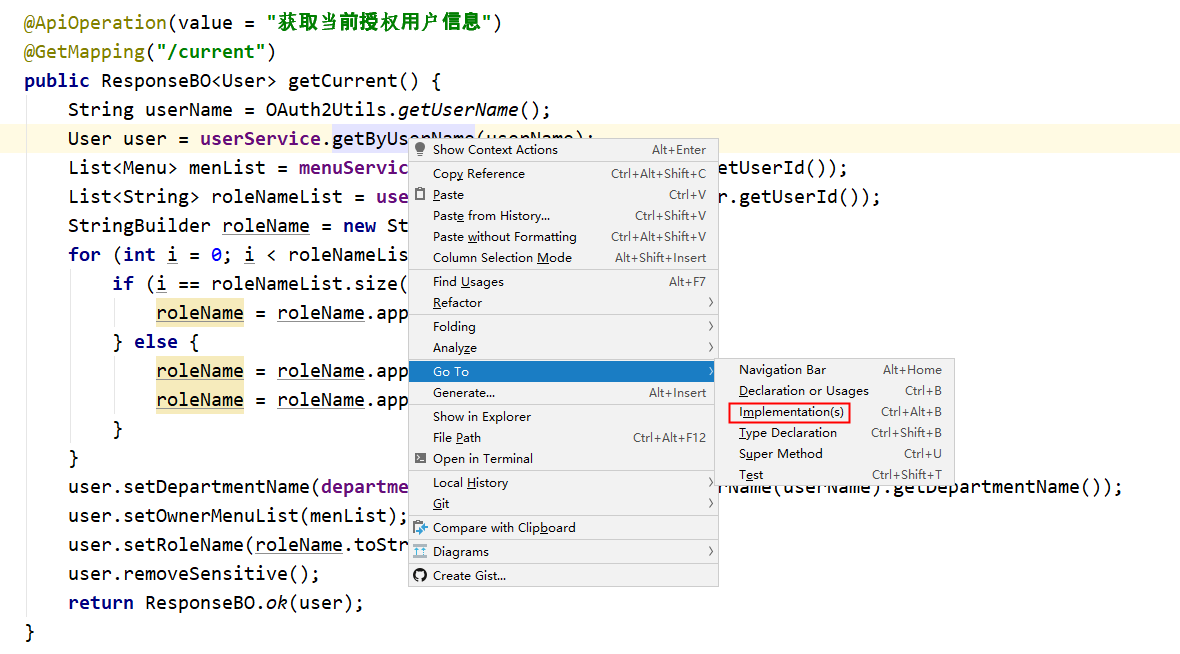 @ApiOperation(value = "获取当前授权用户信息")
@GetMapping("/current")
public ResponseBO<User> getCurrent() {
String userName = OAuth2Utils.getUserName();
User user = userService.getByUserName(userName);
List<Menu> menList = menuServic etUserId());
List<String> roleNameList = use r.getUserId());
StringBuilder roleName = new St
for (int i = 0; i < roleNameLis
if (i == roleNameList.size(
roleName = roleName.app
} else {
roleName = roleName.app
roleName = roleName.app
}
}
user.setDepartmentName(departme rName(userName).getDepartmentName());
user.setOwnerMenuList(menList);
user.setRoleName(roleName.toStr
user.removeSensitive();
return ResponseBO.ok(user);
}
Show Context Actions Alt+Enter
Copy Reference Ctrl+Alt+Shift+C
Paste Ctrl+V
Paste from History... Ctrl+Shift+V
Paste without Formatting Ctrl+Alt+Shift+V
Column Selection Mode Alt+Shift+Insert
Find Usages Alt+F7
Refactor
Folding
Analyze
Go To
Generate... Alt+Insert
Show in Explorer
File Path Ctrl+Alt+F12
Open in Terminal
Local History
Git
Compare with Clipboard
Diagrams
Create Gist...
Navigation Bar Alt+Home
Declaration or Usages Ctrl+B
Implementation(s) Ctrl+Alt+B
Type Declaration Ctrl+Shift+B
Super Method Ctrl+U
Test Ctrl+Shift+T